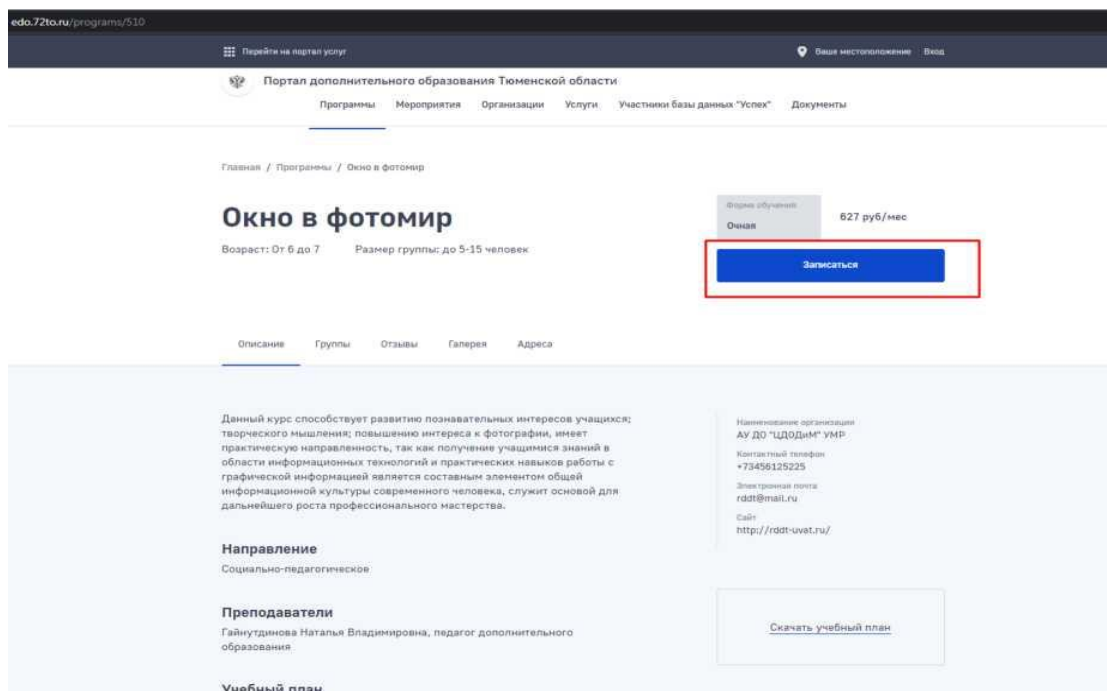 edo.72to.ru/programs/510
Перейти на портал услуг
Ваше местоположение Вход
Портал дополнительного образования Тюменской области
Программы Мероприятия Организации Услуги Участники базы данных "Успех" Документы
Главная / Программы / Окно в фотомир
Окно в фотомир
Возраст: От 6 до 7 Размер группы: до 5-15 человек
Форма обучения
Очная
627 руб/мес
Записаться
Описание Группы Отзывы Галерея Адреса
Данный курс способствует развитию познавательных интересов учащихся;
творческого мышления; повышению интереса к фотографии, имеет
практическую направленность, так как получение учащимися знаний в
области информационных технологий и практических навыков работы с
графической информацией является составным элементом общей
информационной культуры современного человека, служит основой для
дальнейшего роста профессионального мастерства.
Наименование организации
АУ ДО "ЦДОДиМ" УМР
Контактный телефон
+73456125225
Электронная почта
rddt@mail.ru
Сайт
http://rddt-uvat.ru/
Направление
Социально-педагогическое
Преподаватели
Гайнутдинова Наталья Владимировна, педагог дополнительного
образования
Скачать учебный план
Учебный план